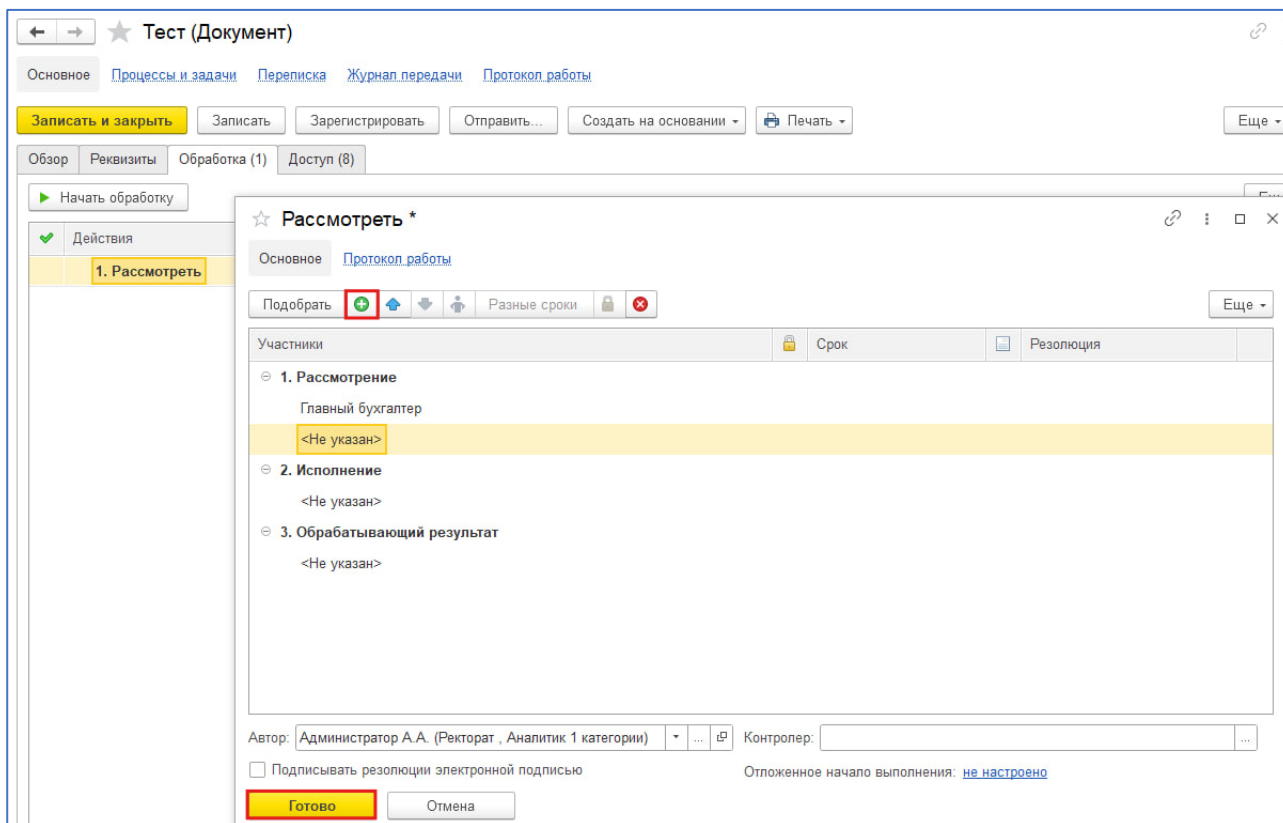 Тест (Документ)
Основное Процессы и задачи Переписка Журнал передачи Протокол работы
Записать и закрыть Записать Зарегистрировать Отправить... Создать на основании Печать Еще
Обзор Реквизиты Обработка (1) Доступ (8)
Начать обработку
Действия
1. Рассмотреть
Рассмотреть *
Основное Протокол работы
Подобрать Разные сроки Еще
Участники Срок Резолюция
1. Рассмотрение
Главный бухгалтер
<Не указан>
2. Исполнение
<Не указан>
3. Обрабатывающий результат
<Не указан>
Автор: Администратор А.А. (Ректорат , Аналитик 1 категории) ... Контролер: ...
Подписывать резолюции электронной подписью Отложенное начало выполнения: не настроено
Готово Отмена